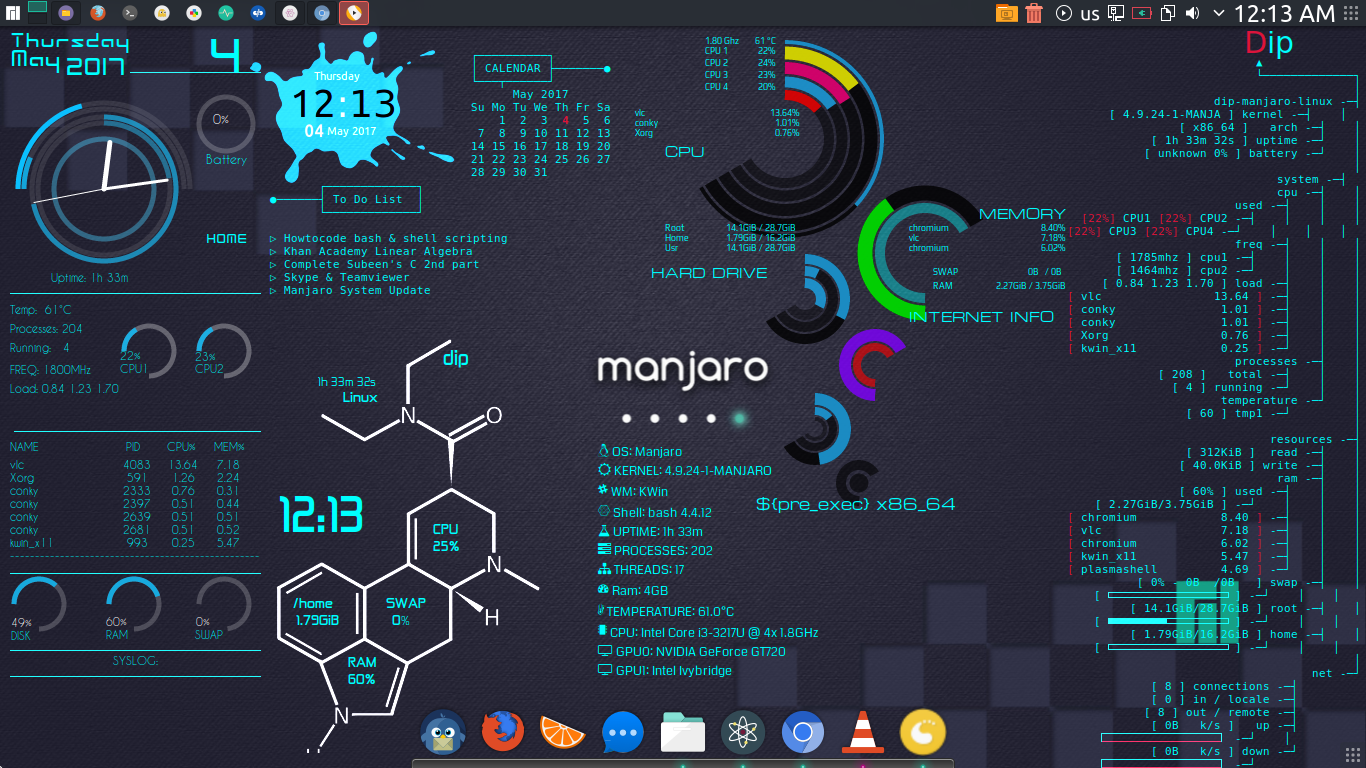 us 12:13 AM
Thursday
May 2017
4
0%
Battery
HOME
Uptime: 1h 33m
Temp: 61°C
Processes: 204
Running: 4
FREQ: 1800MHz
Load: 0.84 1.23 1.70
22%
CPU1
23%
CPU2
NAME PID CPU% MEM%
vlc 4083 13.64 7.18
Xorg 591 1.26 2.24
conky 2333 0.76 0.31
conky 2397 0.51 0.44
conky 2639 0.51 0.51
conky 2681 0.51 0.52
kwin_x11 993 0.25 5.47
49%
DISK
60%
RAM
0%
SWAP
SYSLOG:
Thursday
12:13
04 May 2017
CALENDAR
May 2017
Su Mo Tu We Th Fr Sa
1 2 3 4 5 6
7 8 9 10 11 12 13
14 15 16 17 18 19 20
21 22 23 24 25 26 27
28 29 30 31
To Do List
▷ Howtocode bash & shell scripting
▷ Khan Academy Linear Algebra
▷ Complete Subeen's C 2nd part
▷ Skype & Teamviewer
▷ Manjaro System Update
dip
1h 33m 32s
Linux
N
O
12:13
CPU
25%
N
/home
1.79GiB
SWAP
0%
H
RAM
60%
N
H
1.80 Ghz 61 °C
CPU 1 22%
CPU 2 24%
CPU 3 23%
CPU 4 20%
vlc 13.64%
conky 1.01%
Xorg 0.76%
CPU
Root 14.1GiB / 28.7GiB
Home 1.79GiB / 16.2GiB
Usr 14.1GiB / 28.7GiB
HARD DRIVE
MEMORY
chromium 8.40%
vlc 7.18%
chromium 6.02%
SWAP 0B / 0B
RAM 2.27GiB / 3.75GiB
INTERNET INFO
manjaro
OS: Manjaro
KERNEL: 4.9.24-1-MANJARO
WM: KWin
Shell: bash 4.4.12
UPTIME: 1h 33m
PROCESSES: 202
THREADS: 17
Ram: 4GB
TEMPERATURE: 61.0°C
CPU: Intel Core i3-3217U @ 4x 1.8GHz
GPU0: NVIDIA GeForce GT720
GPU1: Intel Ivybridge
${pre_exec} x86_64
Dip
dip-manjaro-linux
[ 4.9.24-1-MANJA ] kernel
[ x86_64 ] arch
[ 1h 33m 32s ] uptime
[ unknown 0% ] battery
system
cpu
used
[22%] CPU1 [22%] CPU2
[22%] CPU3 [22%] CPU4
freq
[ 1785mhz ] cpu1
[ 1464mhz ] cpu2
[ 0.84 1.23 1.70 ] load
[ vlc 13.64 ]
[ conky 1.01 ]
[ conky 1.01 ]
[ Xorg 0.76 ]
[ kwin_x11 0.25 ]
processes
[ 208 ] total
[ 4 ] running
temperature
[ 60 ] tmp1
resources
[ 312KiB ] read
[ 40.0KiB ] write
ram
[ 60% ] used
[ 2.27GiB/3.75GiB ]
[ chromium 8.40 ]
[ vlc 7.18 ]
[ chromium 6.02 ]
[ kwin_x11 5.47 ]
[ plasmashell 4.69 ]
[ 0% - 0B /0B ] swap
[ ]
[ 14.1GiB/28.7GiB ] root
[ ]
[ 1.79GiB/16.2GiB ] home
[ ]
net
[ 8 ] connections
[ 0 ] in / locale
[ 8 ] out / remote
[ 0B k/s ] up
[ 0B k/s ] down